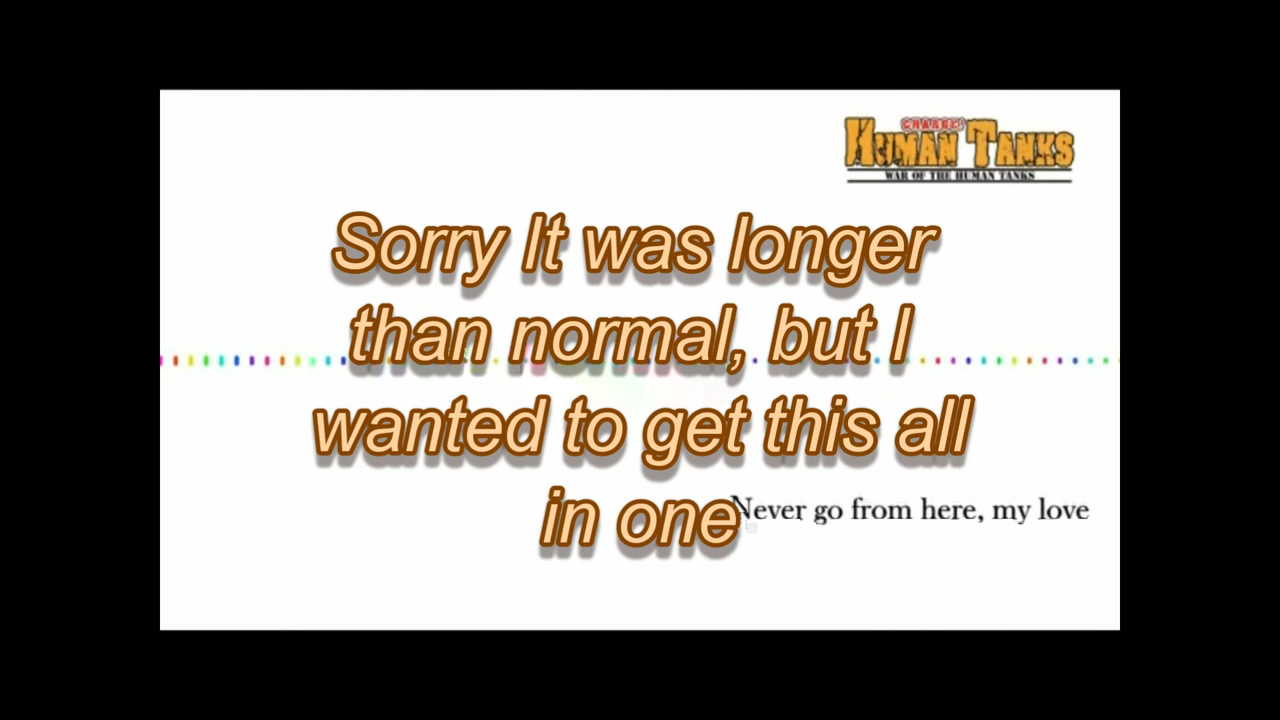 CHARGE!
HUMAN TANKS
WAR OF THE HUMAN TANKS
Sorry It was longer
than normal, but I
wanted to get this all
in one
Never go from here, my love